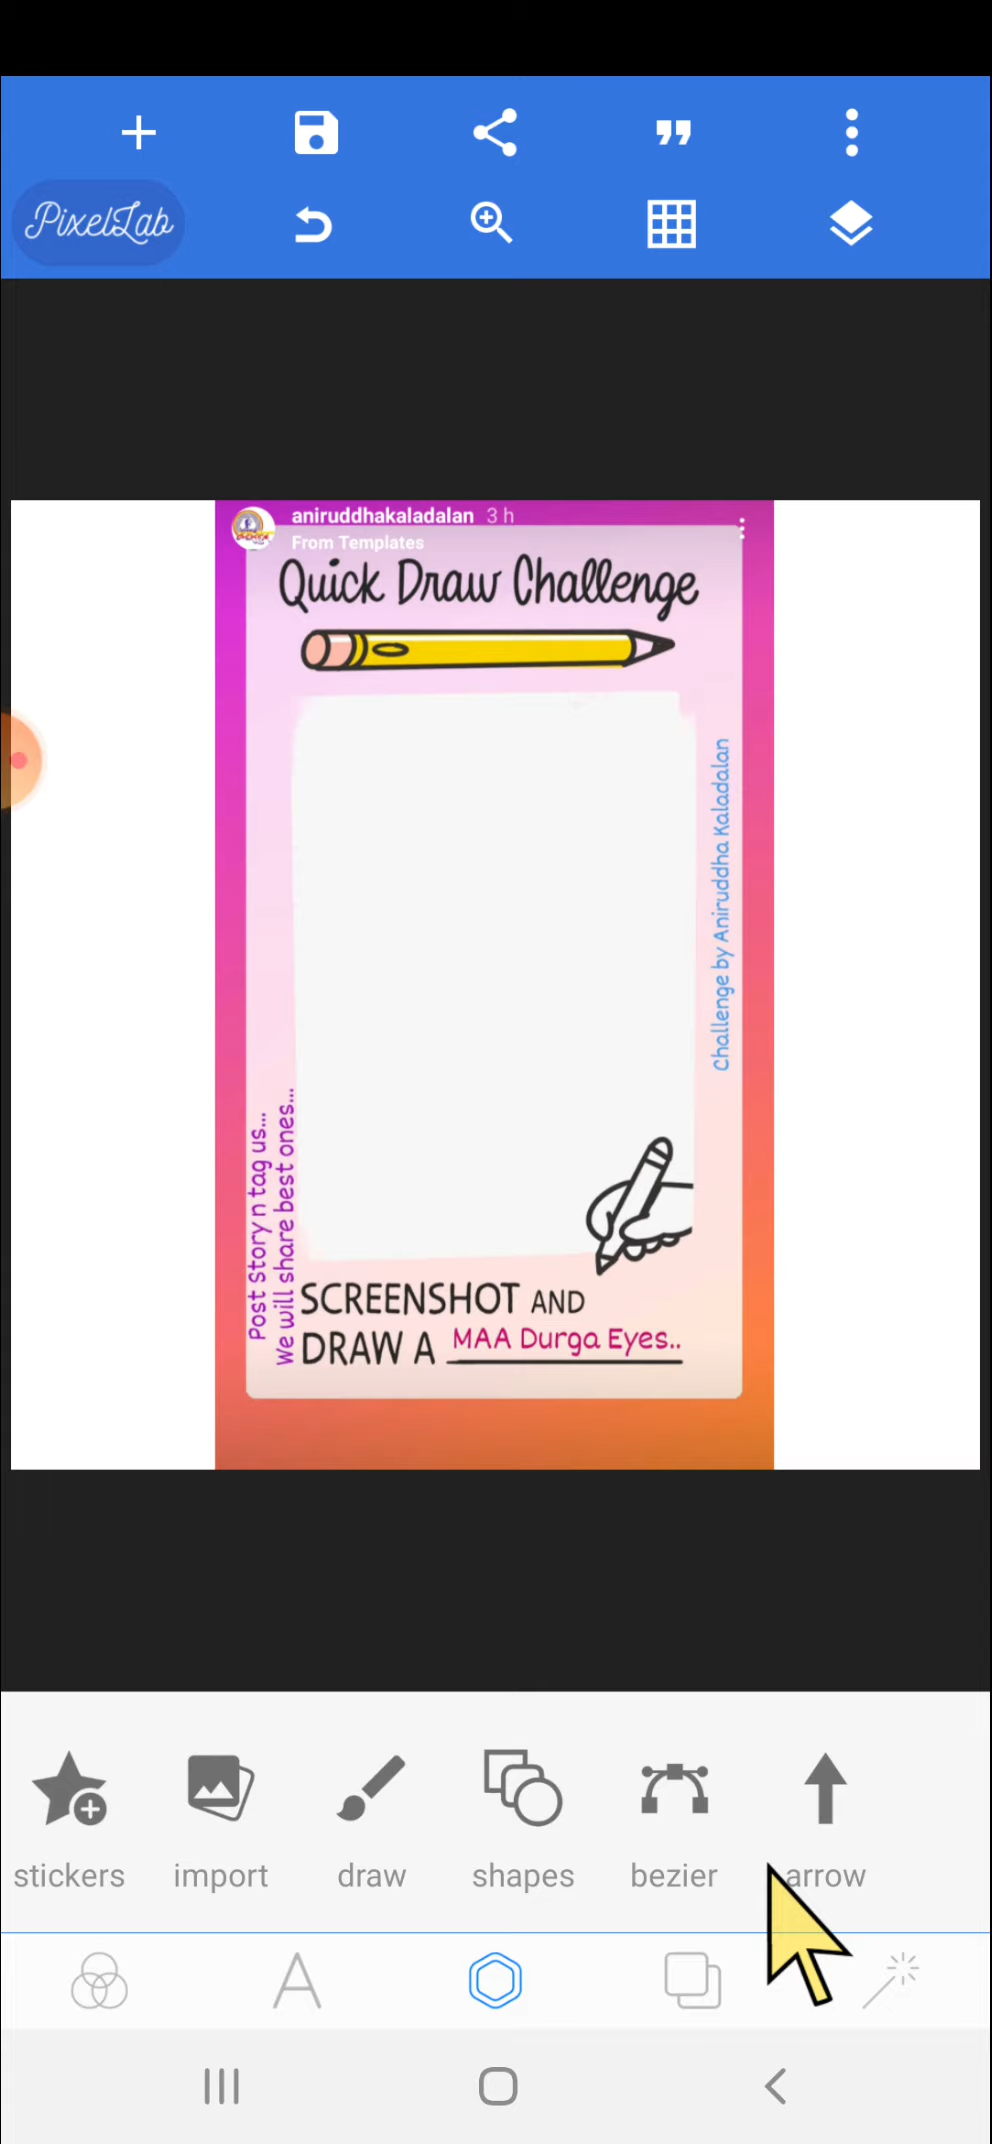 PixelLab
aniruddhakaladalan 3 h
From Templates
Quick Draw Challenge
Challenge by Aniruddha Kaladalan
Post Story n tag us...
We will share best ones...
SCREENSHOT AND
DRAW A MAA Durga Eyes..
stickers import draw shapes bezier arrow